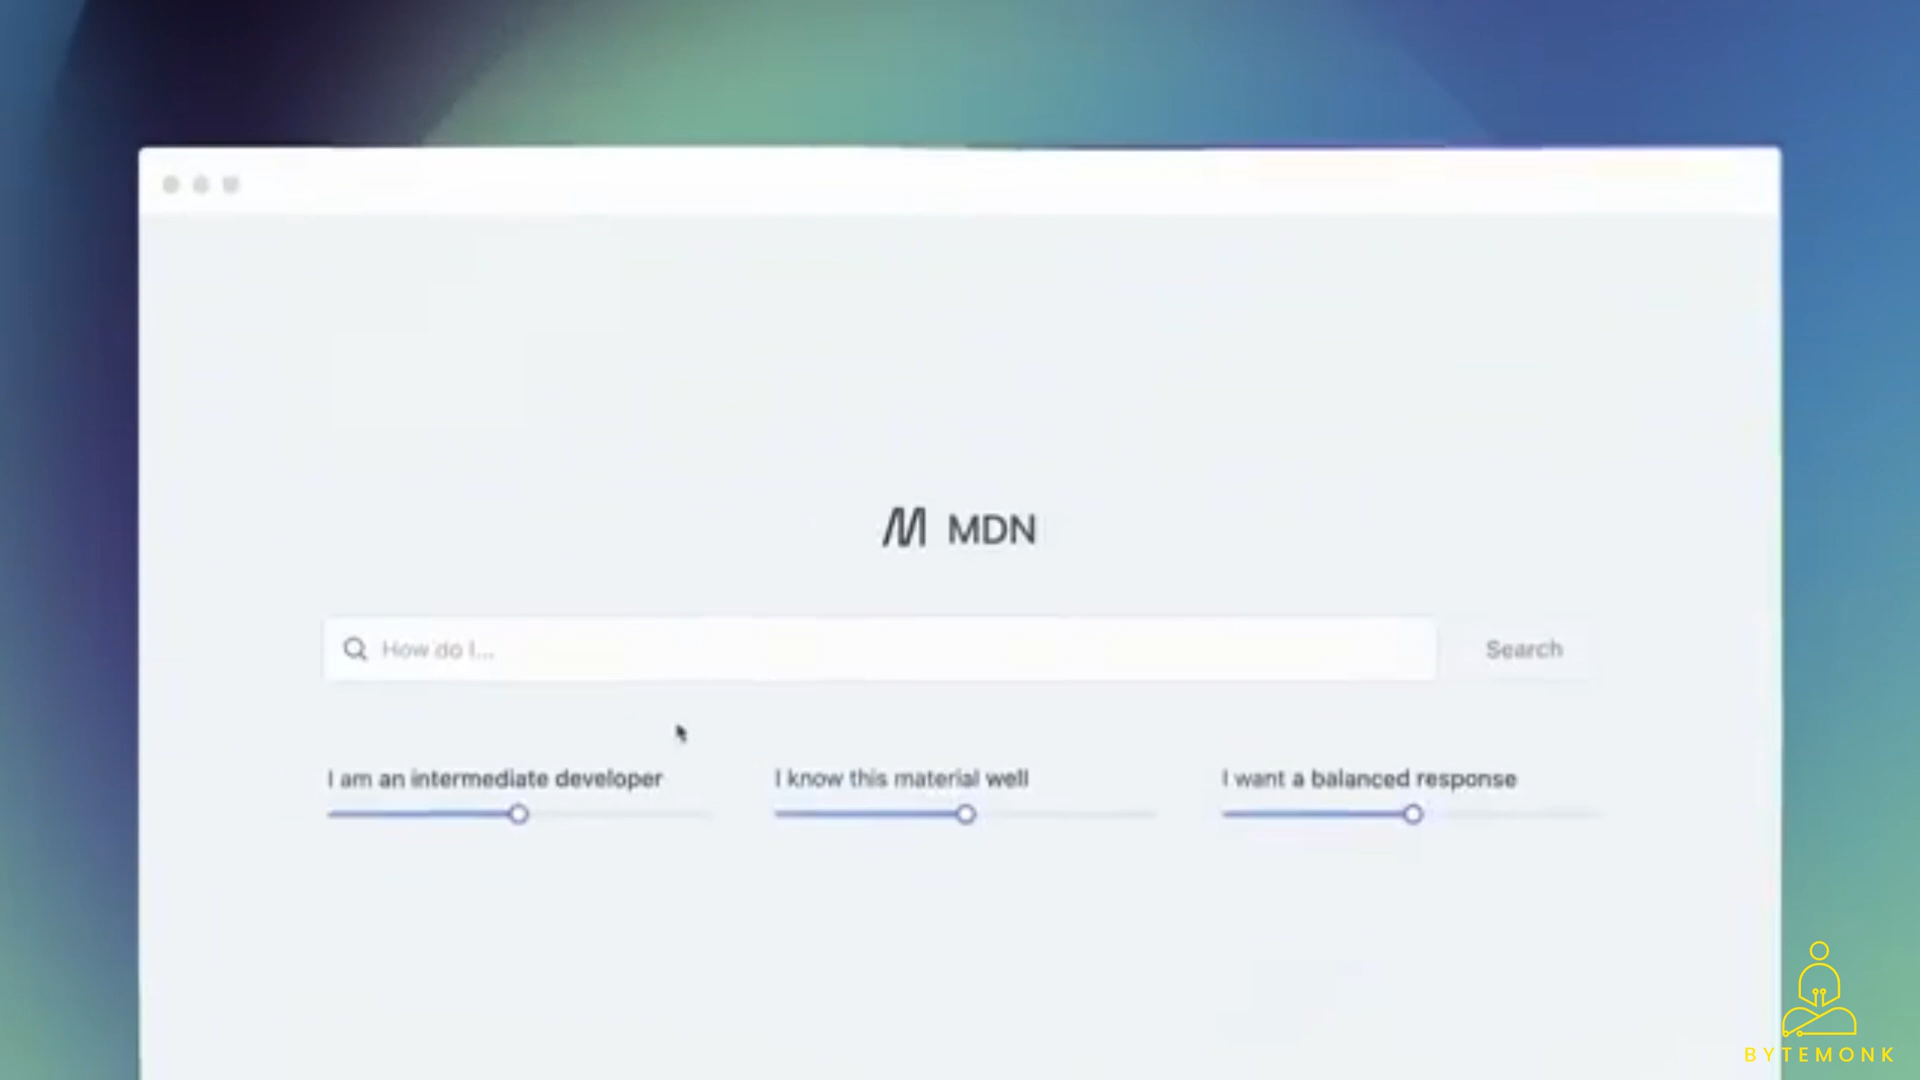 MDN
How do I...
Search
I am an intermediate developer
I know this material well
I want a balanced response
BYTEMONK